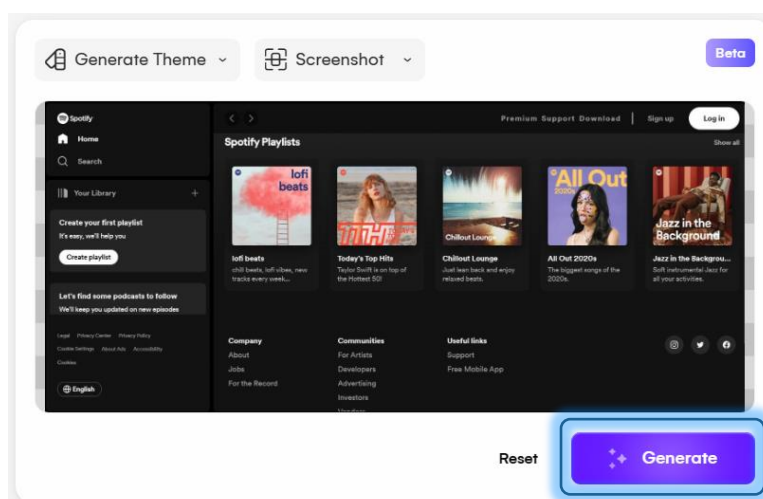 Generate Theme
Screenshot
Beta
Spotify
Home
Search
Your Library
Create your first playlist
It's easy, we'll help you
Create playlist
Let's find some podcasts to follow
We'll keep you updated on new episodes
Legal Privacy Center Privacy Policy
Cookie Settings About Ads Accessibility
Cookies
English
Premium Support Download
Sign up
Log in
Spotify Playlists
Show all
lofi
beats
Chillout Lounge
All Out
2020s
Jazz in the
Background
lofi beats
chill beats, lofi vibes, new
tracks every week...
Today's Top Hits
Taylor Swift is on top of
the Hottest 50!
Chillout Lounge
Just lean back and enjoy
relaxed beats.
All Out 2020s
The biggest songs of the
2020s.
Jazz in the Backgrou...
Soft instrumental Jazz for
all your activities.
Company
About
Jobs
For the Record
Communities
For Artists
Developers
Advertising
Investors
Useful links
Support
Free Mobile App
Reset
Generate